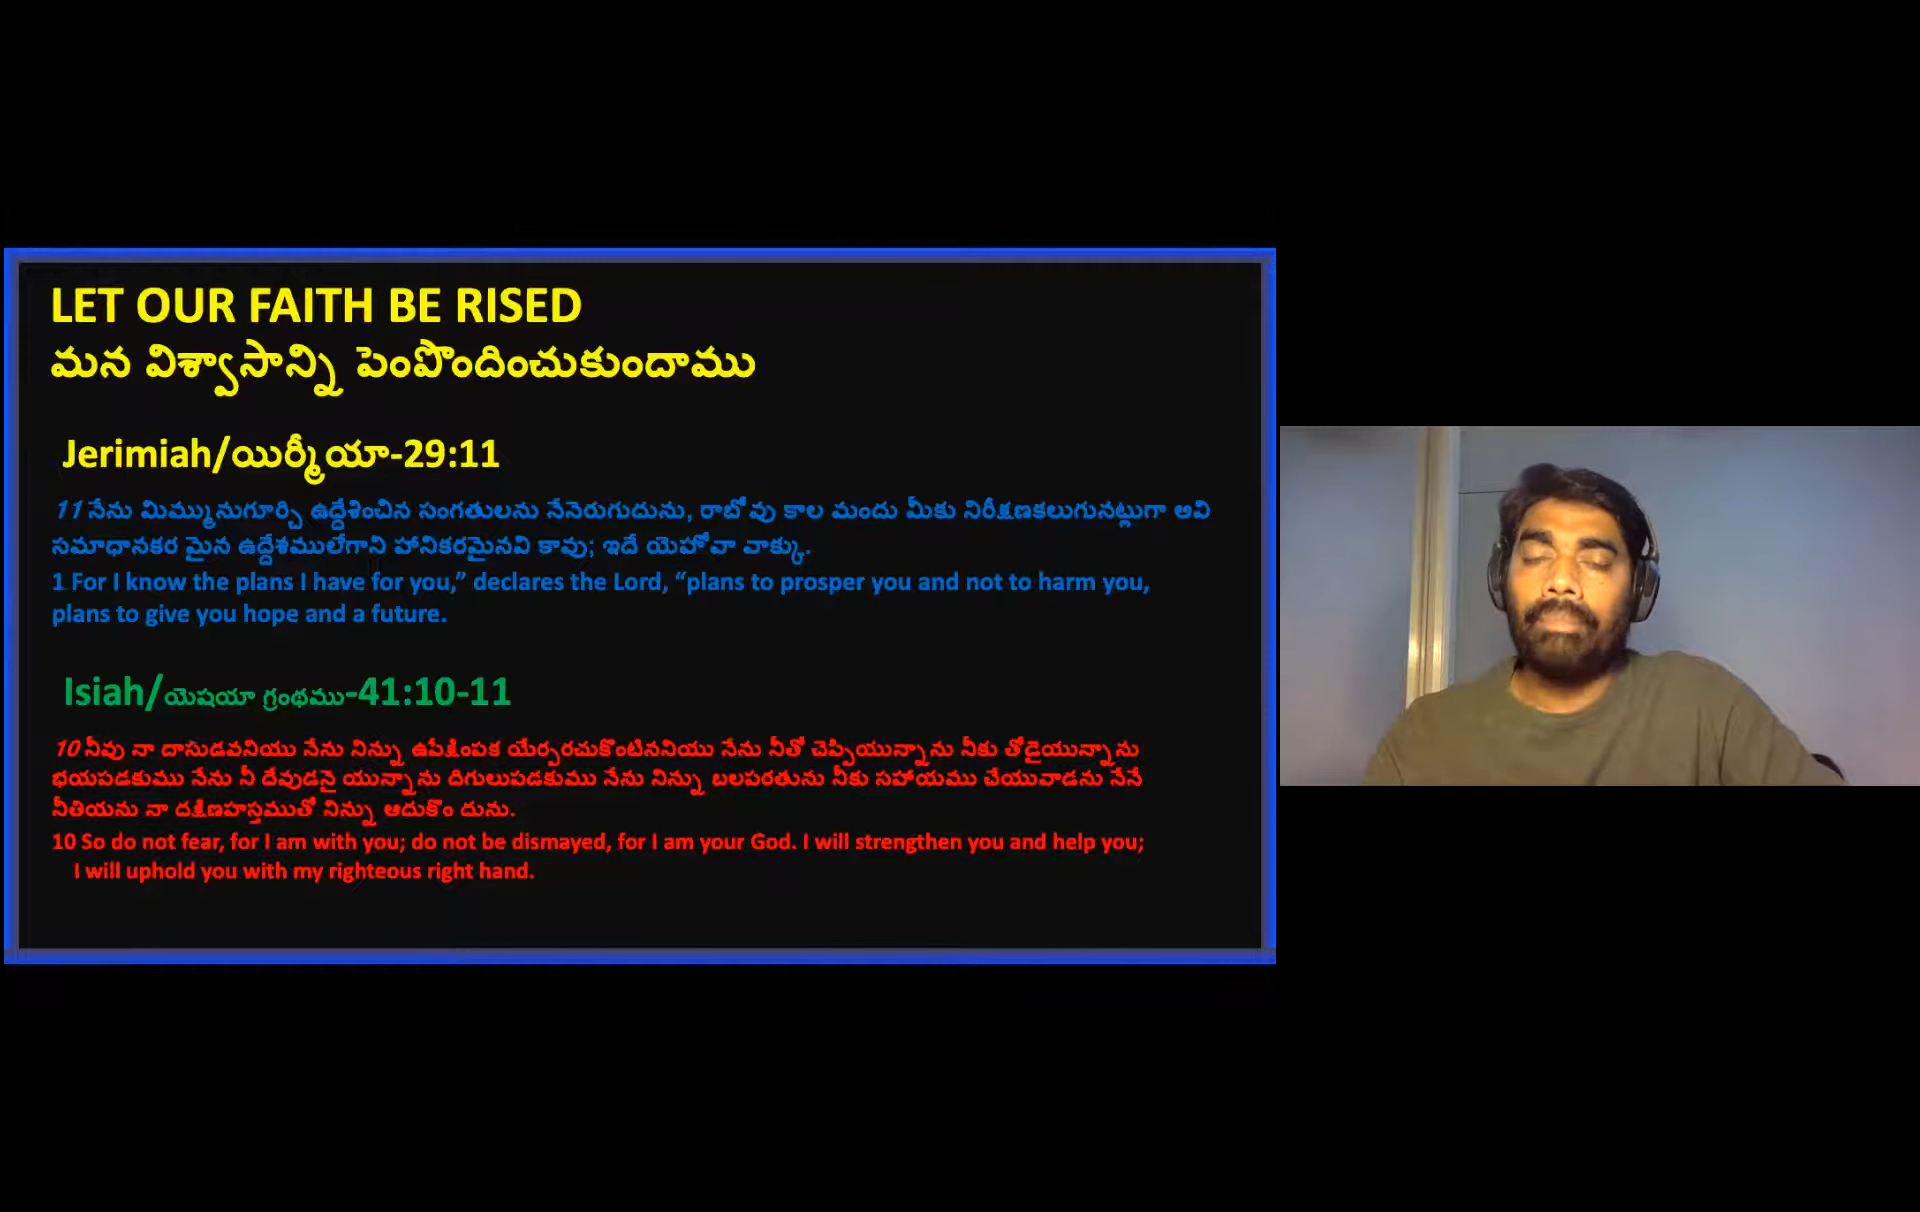 LET OUR FAITH BE RISED
మన విశ్వాసాన్ని పెంపొందించుకుందాము
Jerimiah/యిర్మీయా-29:11
11 నేను మిమ్మునుగూర్చి ఉద్దేశించిన సంగతులను నేనెరుగుదును, రాబోవు కాల మందు మీకు నిరీక్షణకలుగునట్లుగా అవి
సమాధానకర మైన ఉద్దేశములేగాని హానికరమైనవి కావు; ఇదే యెహోవా వాక్కు.
1 For I know the plans I have for you,” declares the Lord, “plans to prosper you and not to harm you,
plans to give you hope and a future.
Isiah/యెషయా గ్రంథము-41:10-11
10 నీవు నా దాసుడవనియు నేను నిన్ను ఉపేక్షింపక యేర్పరచుకొంటిననియు నేను నీతో చెప్పియున్నాను నీకు తోడైయున్నాను
భయపడకుము నేను నీ దేవుడనై యున్నాను దిగులుపడకుము నేను నిన్ను బలపరతును నీకు సహాయము చేయువాడను నేనే
నీతియను నా దక్షిణహస్తముతో నిన్ను ఆదుకొం దును.
10 So do not fear, for I am with you; do not be dismayed, for I am your God. I will strengthen you and help you;
I will uphold you with my righteous right hand.